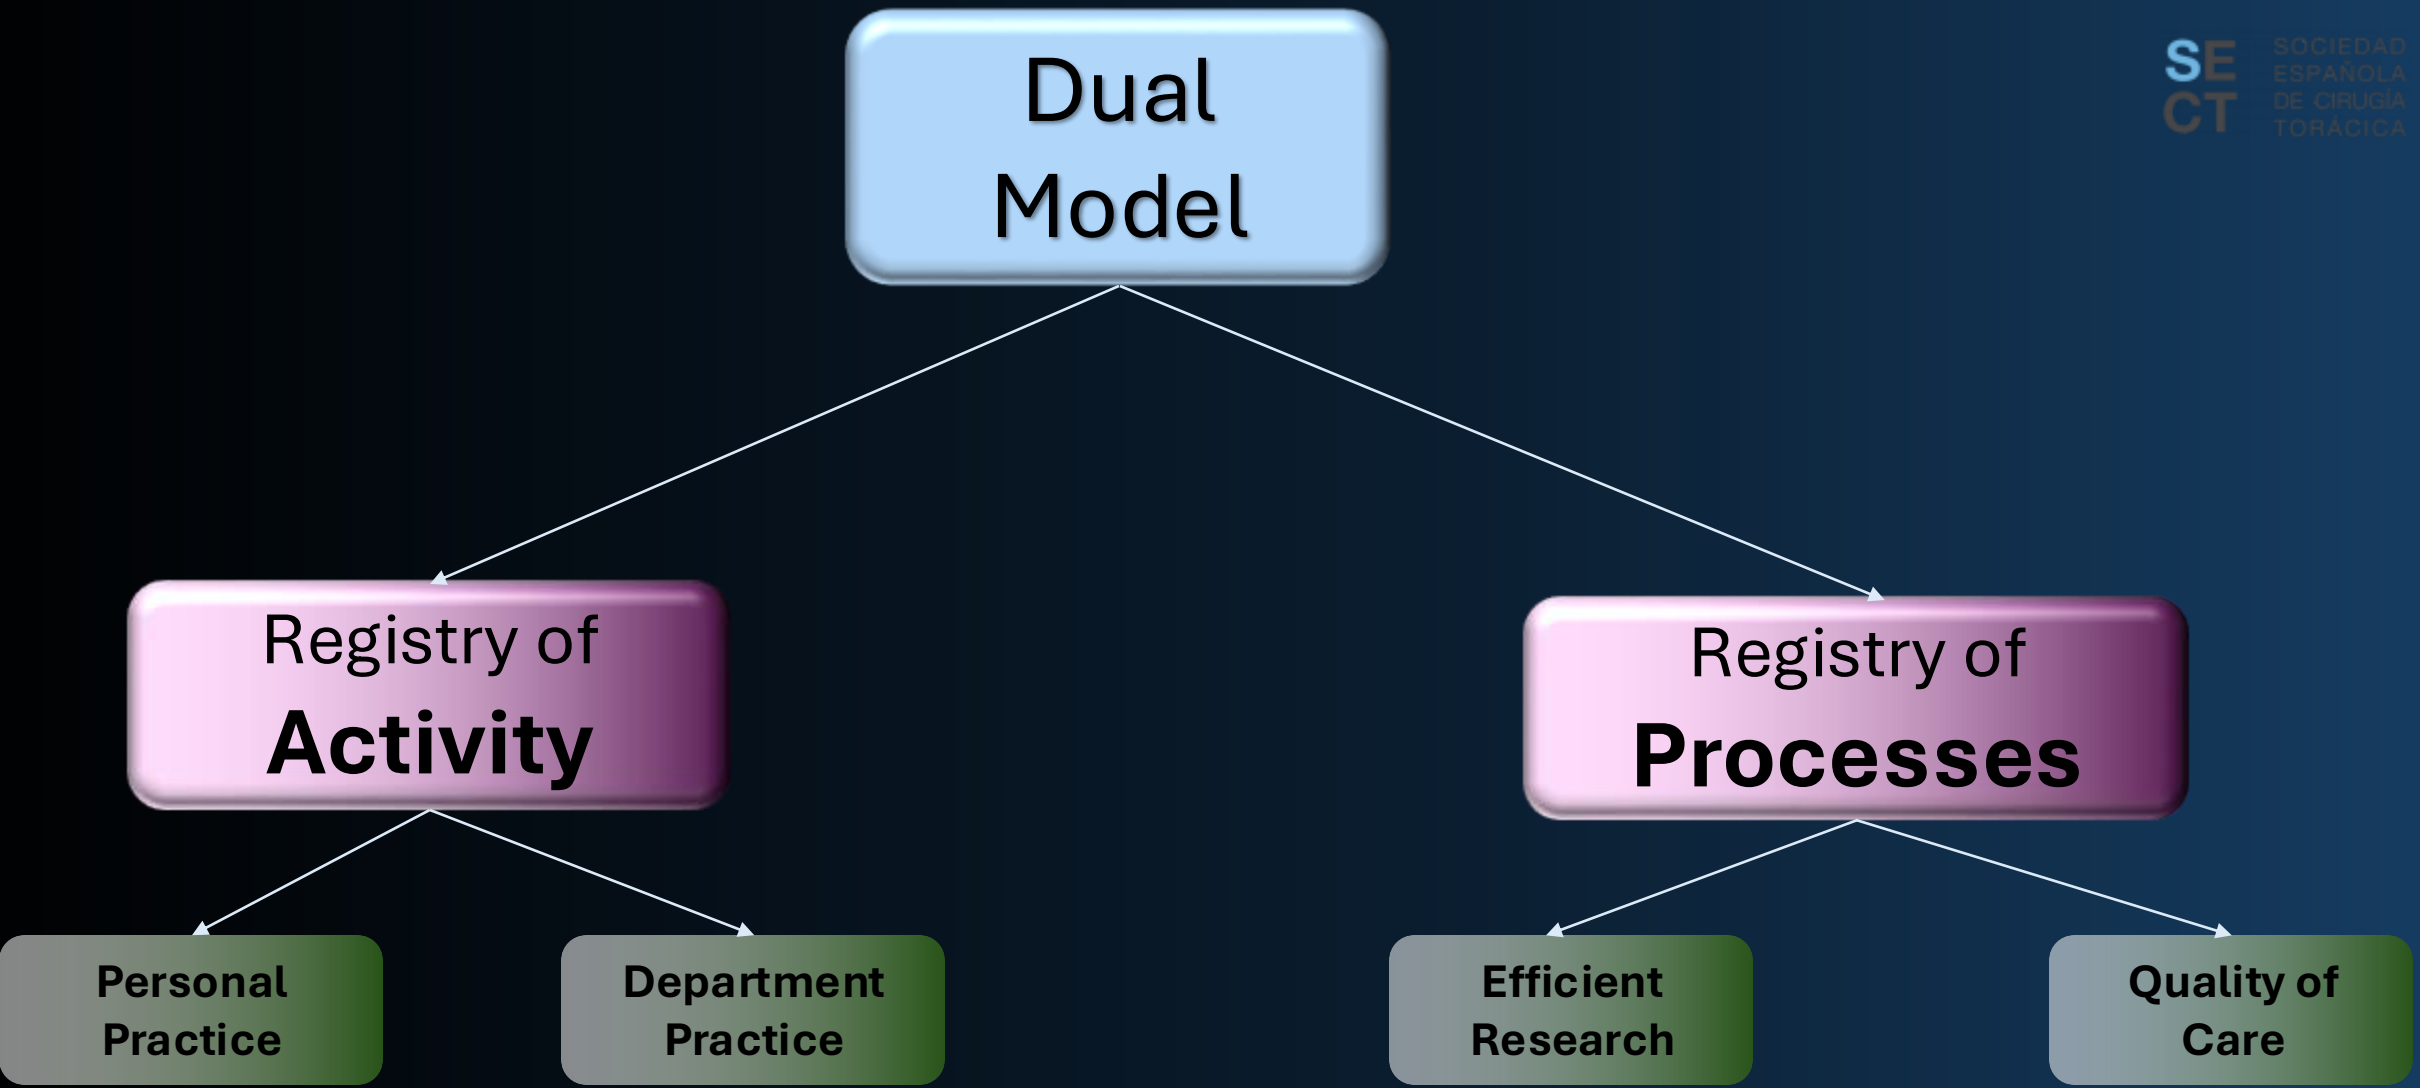 Dual
Model
SE
CT
SOCIEDAD
ESPAÑOLA
DE CIRUGÍA
TORÁCICA
Registry of
Activity
Registry of
Processes
Personal
Practice
Department
Practice
Efficient
Research
Quality of
Care